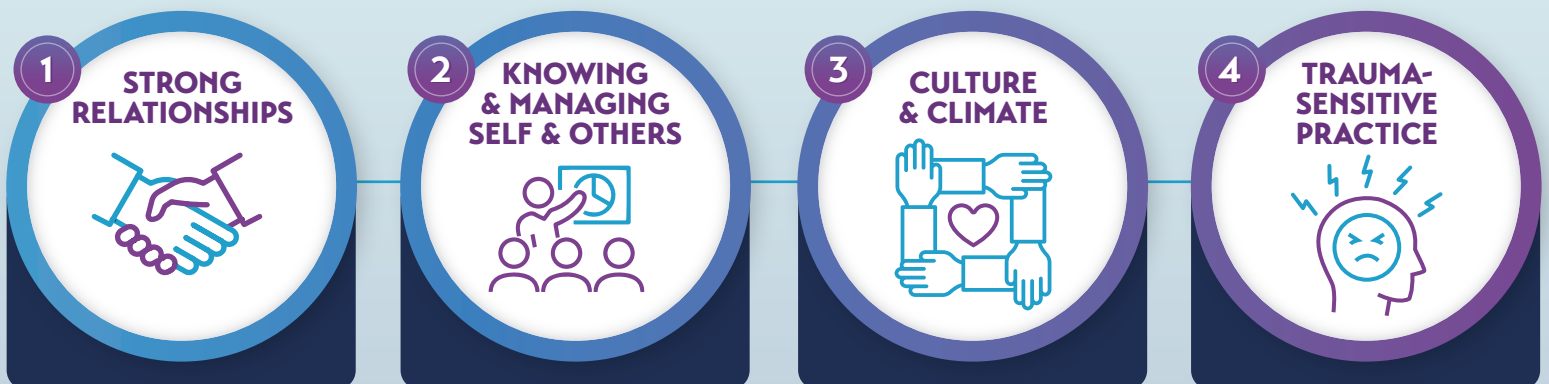 1
STRONG
RELATIONSHIPS
2
KNOWING
& MANAGING
SELF & OTHERS
3
CULTURE
& CLIMATE
4
TRAUMA-
SENSITIVE
PRACTICE